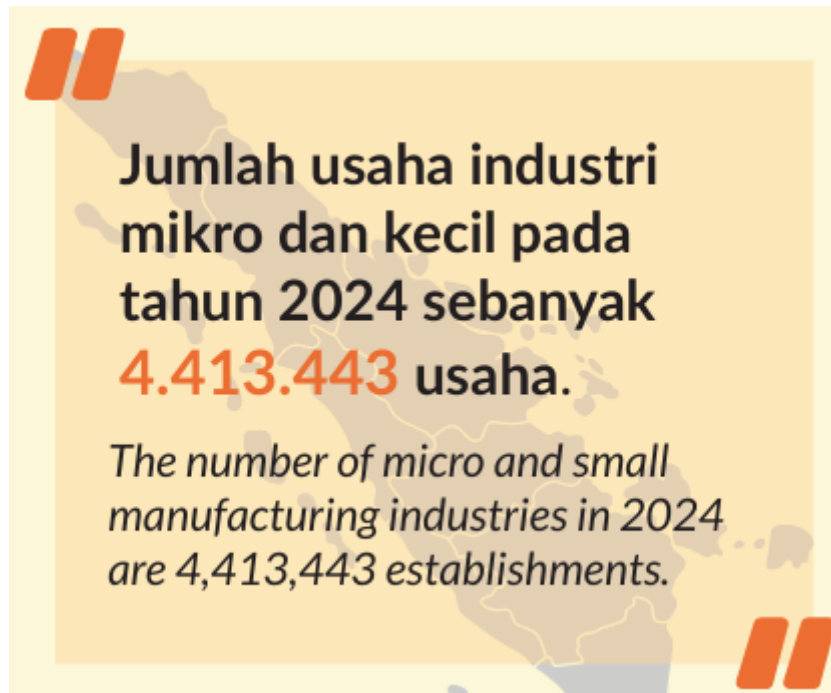 Jumlah usaha industri
mikro dan kecil pada
tahun 2024 sebanyak
4.413.443 usaha.
The number of micro and small
manufacturing industries in 2024
are 4,413,443 establishments.